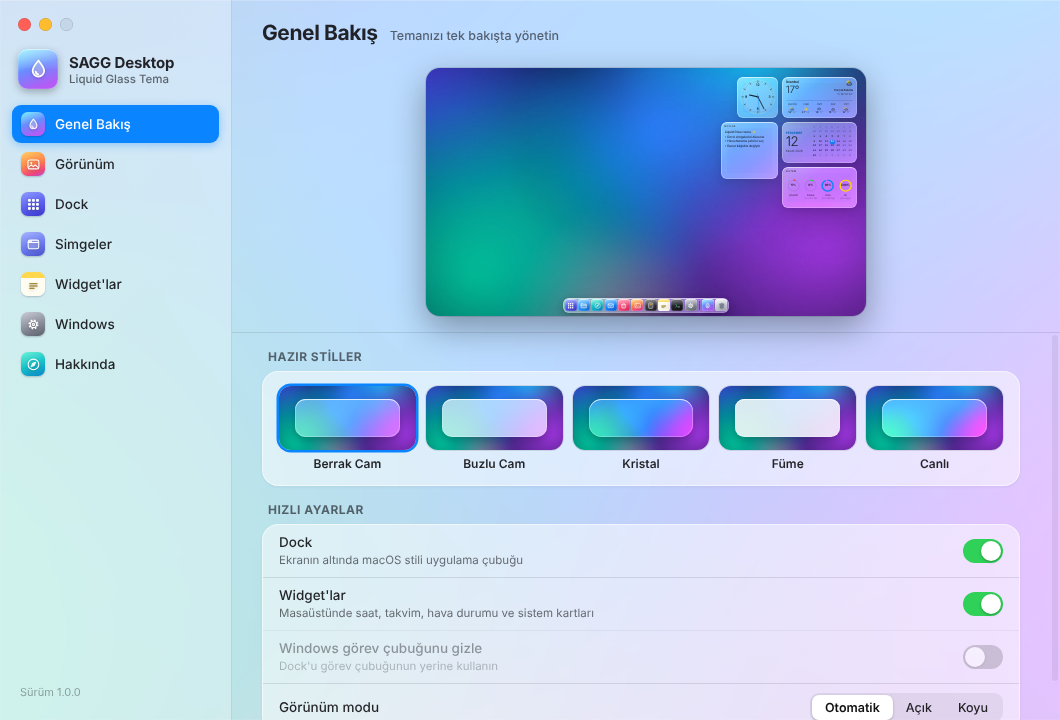 Genel Bakış
Temanızı tek bakışta yönetin
SAGG Desktop
Liquid Glass Tema
Genel Bakış
Görünüm
Dock
Simgeler
Widget'lar
Windows
Hakkında
Sürüm 1.0.0
17°
12
HAZIR STİLLER
Berrak Cam
Buzlu Cam
Kristal
Füme
Canlı
HIZLI AYARLAR
Dock
Ekranın altında macOS stili uygulama çubuğu
Widget'lar
Masaüstünde saat, takvim, hava durumu ve sistem kartları
Windows görev çubuğunu gizle
Dock'u görev çubuğunun yerine kullanın
Görünüm modu
Otomatik
Açık
Koyu